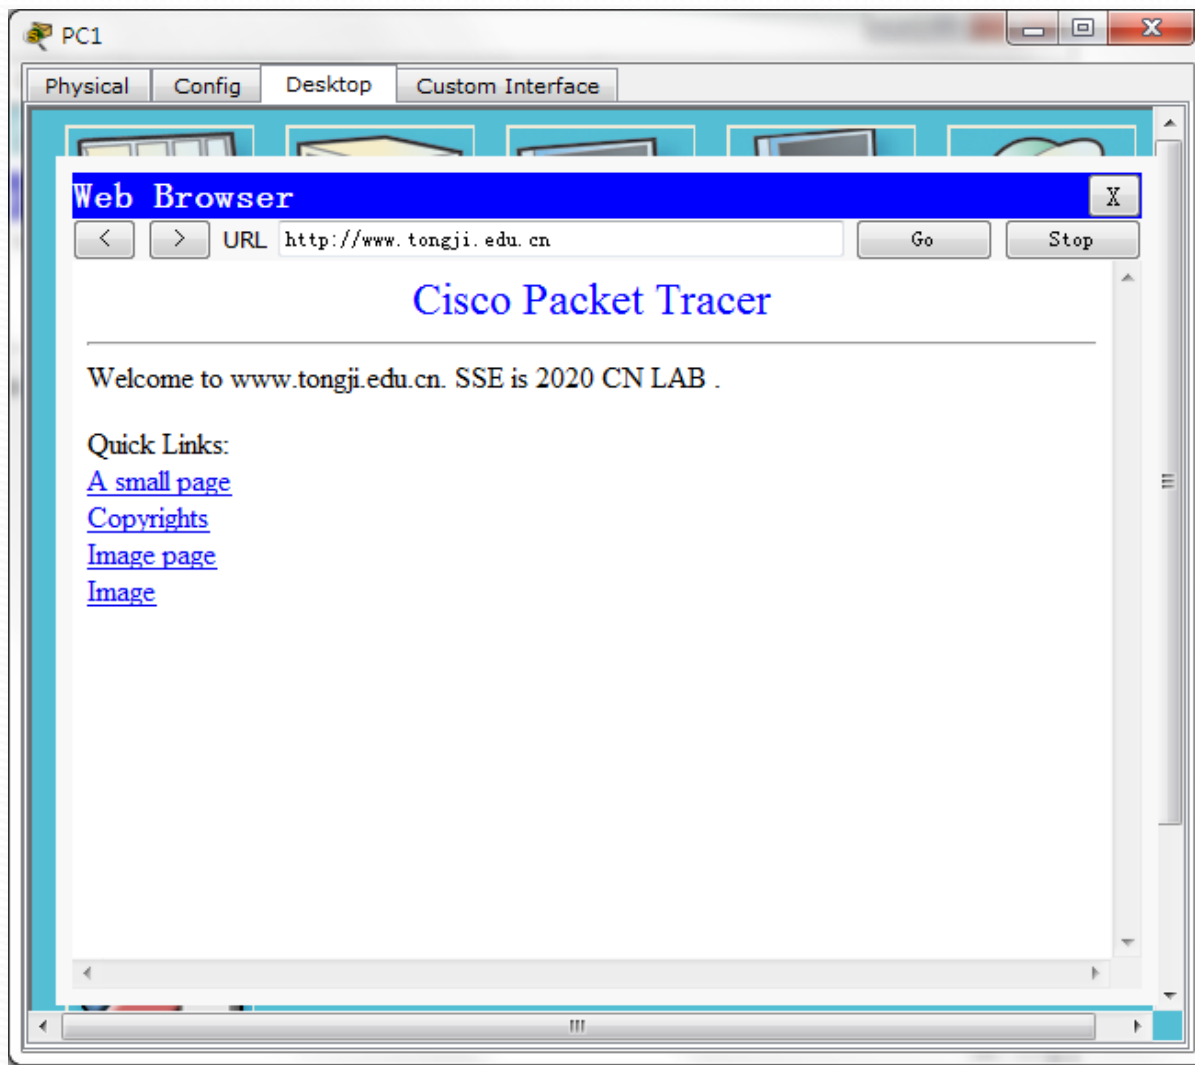 PC1
X
Physical Config Desktop Custom Interface
Web Browser X
< > URL http://www.tongji.edu.cn Go Stop
Cisco Packet Tracer
Welcome to www.tongji.edu.cn. SSE is 2020 CN LAB .
Quick Links:
A small page
Copyrights
Image page
Image